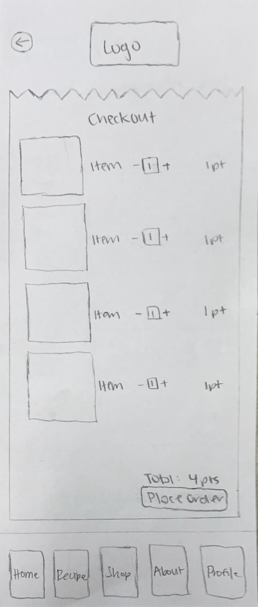 Logo
Checkout
Item - 1 + 1pt
Item - 1 + 1pt
Item - 1 + 1pt
Item - 1 + 1pt
Total: 4pts
Place order
Home Recipe Shop About Profile